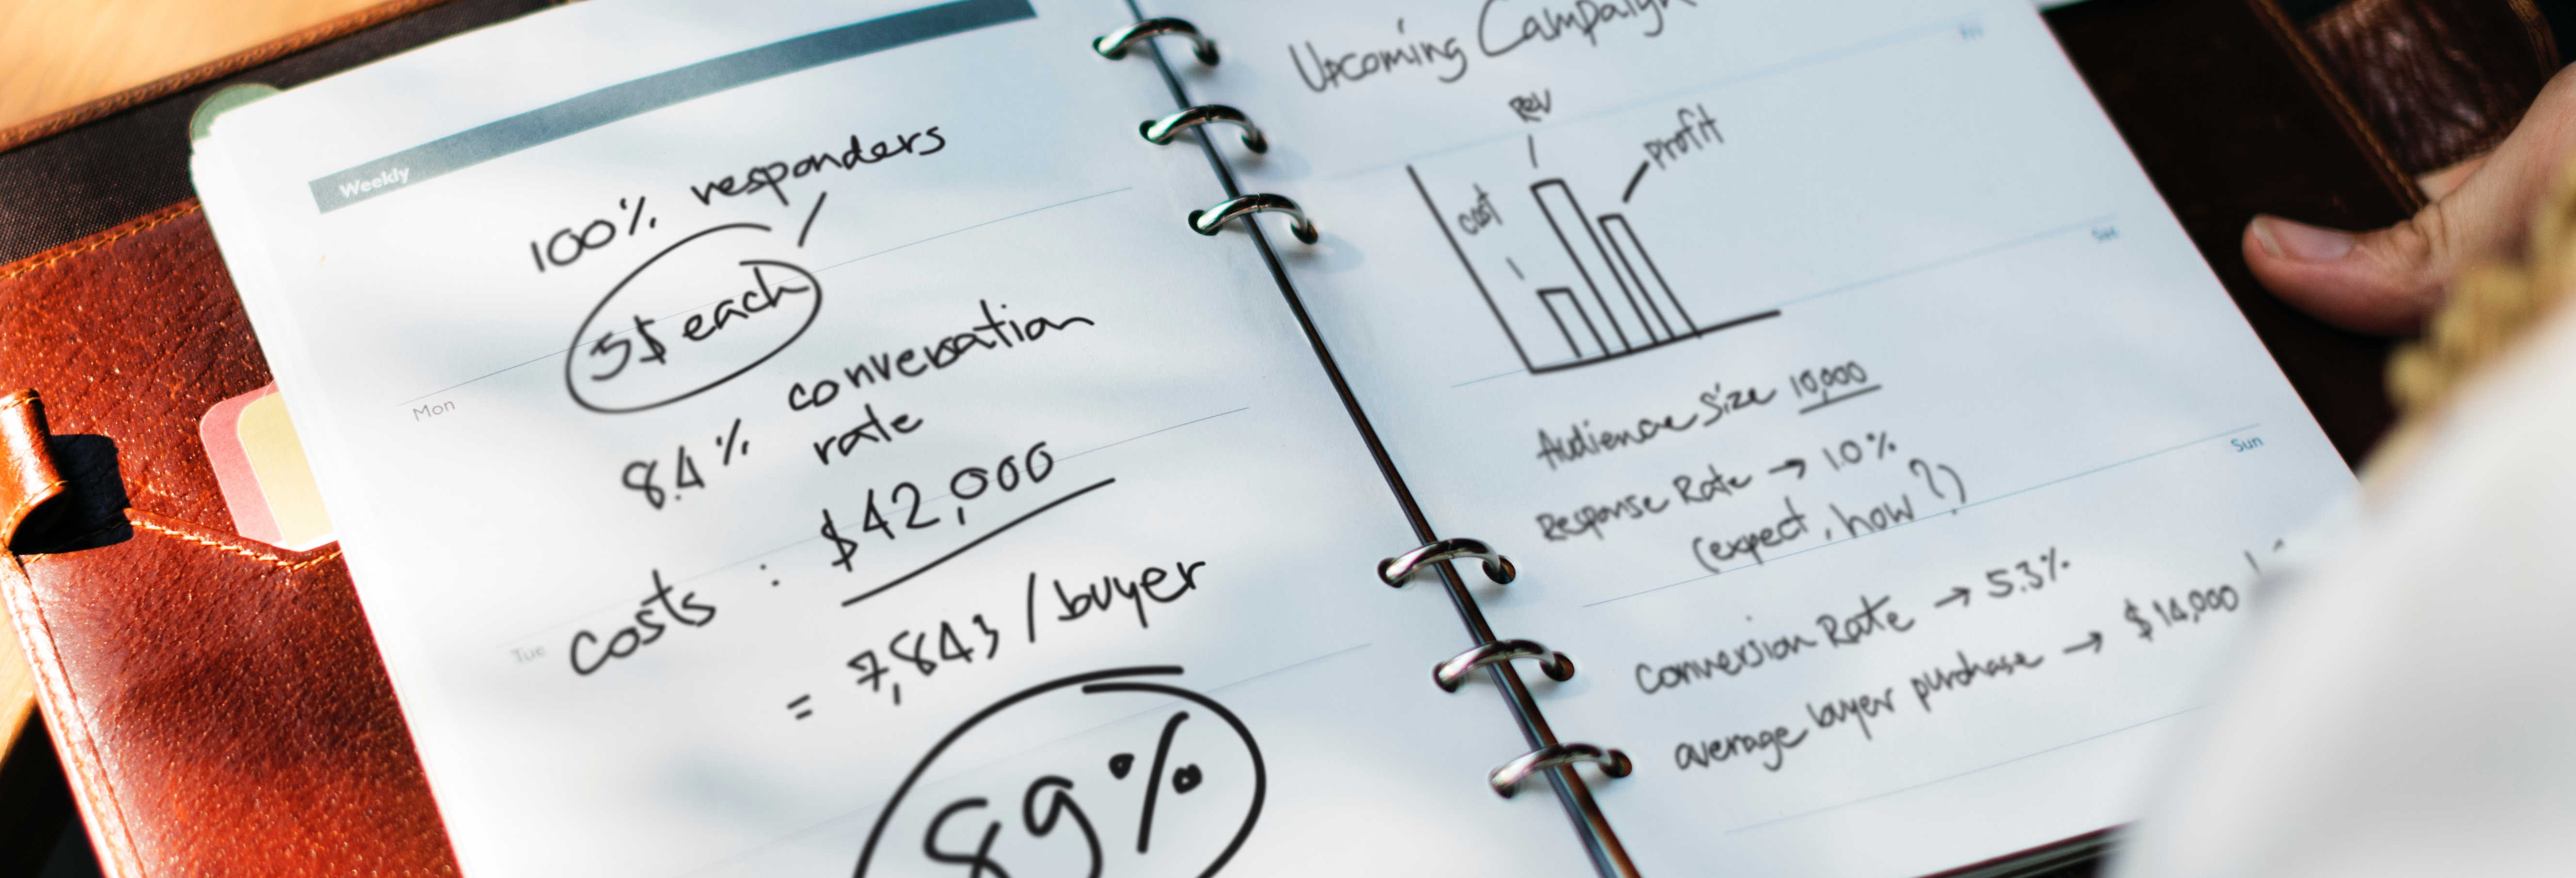 Weekly
100% responders
5$ each
Mon
8.4% conversation
rate
Tue
Costs : $42,000
= 7,843 / buyer
89%
Upcoming Campaign
Fri
Rev
Profit
cost
Sat
Audience Size 10,000
Response Rate → 1.0%
(expect, how?)
Sun
Conversion Rate → 5.3%
average buyer purchase → $14,000